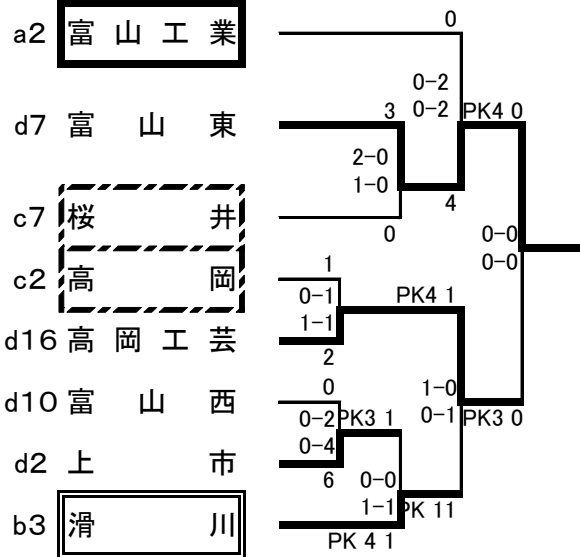 a2 富山工業
d7 富山東
c7 桜井
c2 高岡
d16 高岡工芸
d10 富山西
d2 上市
b3 滑川
0
0-2
0-2
3
PK4 0
2-0
1-0
4
0
0-0
0-0
1
0-1
1-1
PK4 1
2
0
0-2
0-4
PK3 1
1-0
0-1
PK3 0
6
0-0
1-1
PK 11
PK 4 1